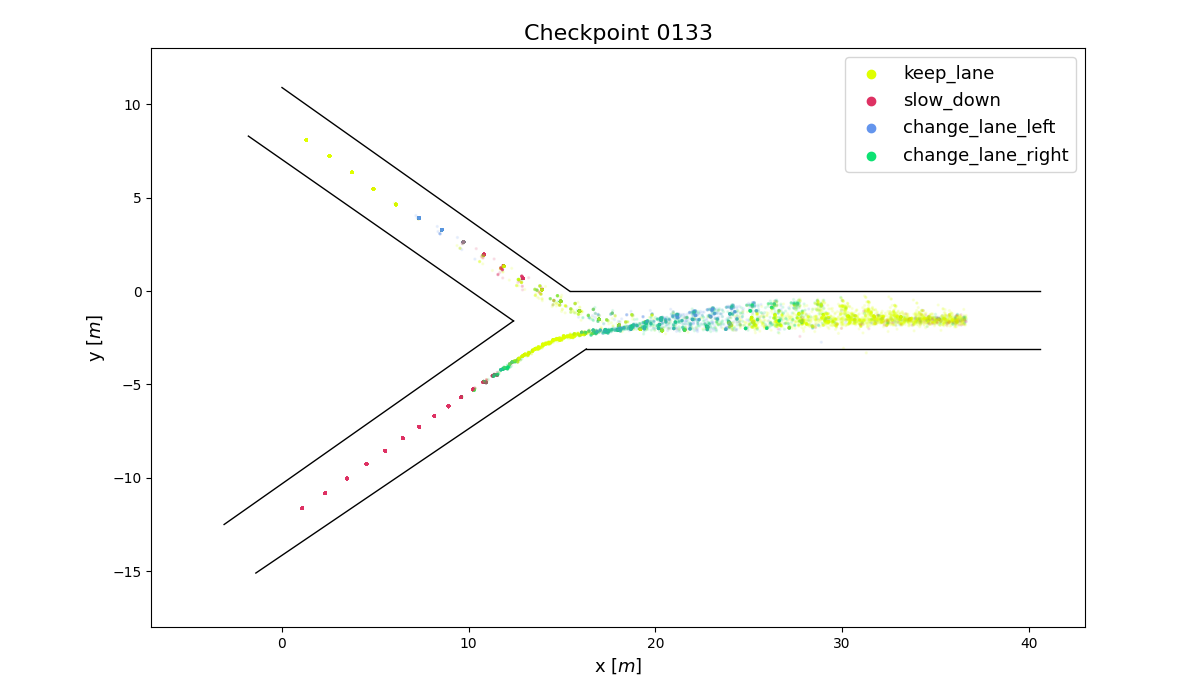 Checkpoint 0133
keep_lane
slow_down
change_lane_left
change_lane_right
10
5
0
−5
−10
−15
y [m]
0
10
20
30
40
x [m]